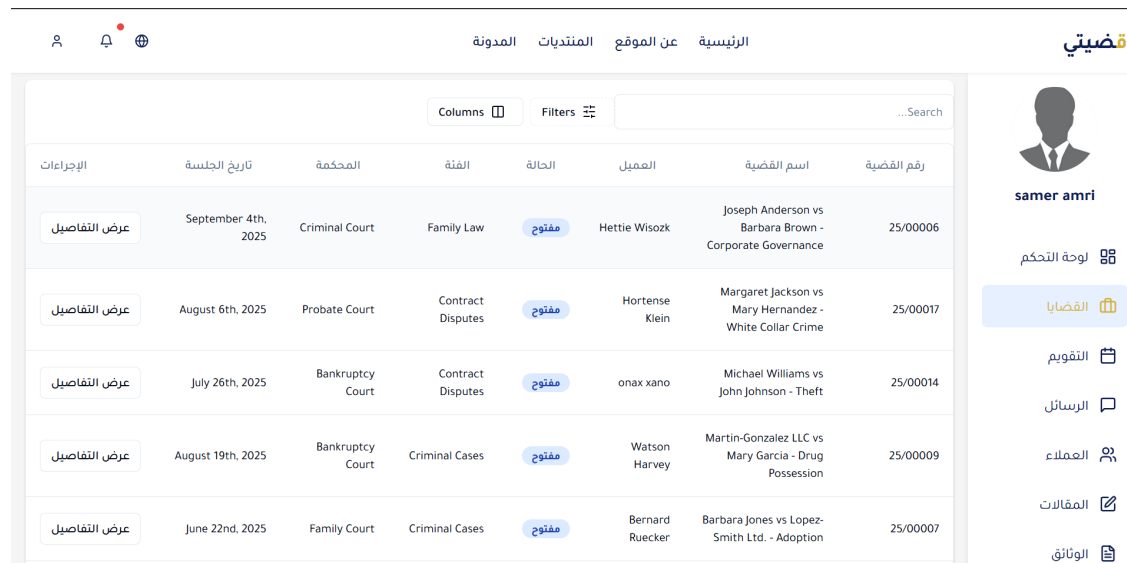 قضيتي
الرئيسية
عن الموقع
المنتديات
المدونة
samer amri
لوحة التحكم
القضايا
التقويم
الرسائل
العملاء
المقالات
الوثائق
Search...
Filters
Columns
رقم القضية
اسم القضية
العميل
الحالة
الفئة
المحكمة
تاريخ الجلسة
الإجراءات
25/00006
Joseph Anderson vs
Barbara Brown -
Corporate Governance
Hettie Wisozk
مفتوح
Family Law
Criminal Court
September 4th,
2025
عرض التفاصيل
25/00017
Margaret Jackson vs
Mary Hernandez -
White Collar Crime
Hortense
Klein
مفتوح
Contract
Disputes
Probate Court
August 6th, 2025
عرض التفاصيل
25/00014
Michael Williams vs
John Johnson - Theft
onax xano
مفتوح
Contract
Disputes
Bankruptcy
Court
July 26th, 2025
عرض التفاصيل
25/00009
Martin-Gonzalez LLC vs
Mary Garcia - Drug
Possession
Watson
Harvey
مفتوح
Criminal Cases
Bankruptcy
Court
August 19th, 2025
عرض التفاصيل
25/00007
Barbara Jones vs Lopez-
Smith Ltd. - Adoption
Bernard
Ruecker
مفتوح
Criminal Cases
Family Court
June 22nd, 2025
عرض التفاصيل